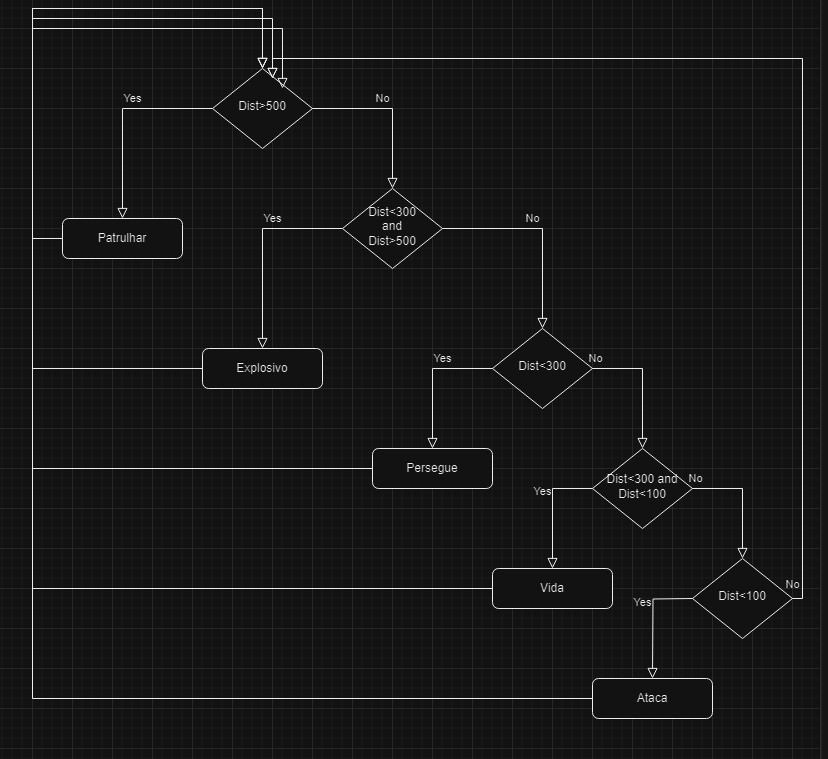 Yes
No
Dist>500
Yes
No
Dist<300
and
Dist>500
Patrulhar
Yes
No
Dist<300
Explosivo
Persegue
Dist<300 and
Dist<100
No
Yes
Vida
No
Dist<100
Yes
Ataca